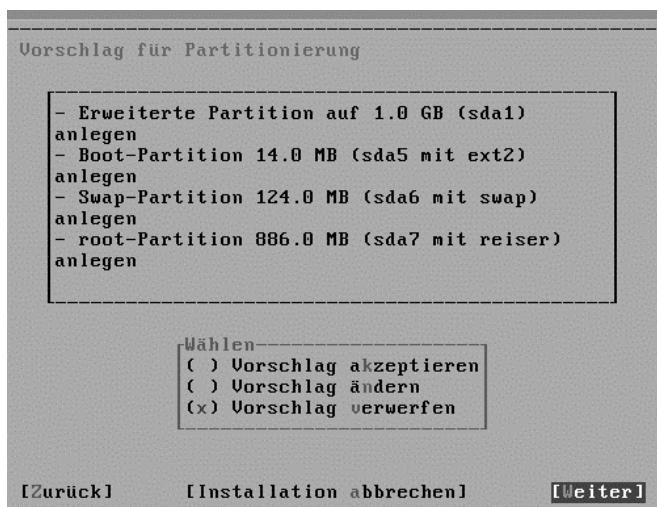 Vorschlag für Partitionierung
- Erweiterte Partition auf 1.0 GB (sda1)
anlegen
- Boot-Partition 14.0 MB (sda5 mit ext2)
anlegen
- Swap-Partition 124.0 MB (sda6 mit swap)
anlegen
- root-Partition 886.0 MB (sda7 mit reiser)
anlegen
Wählen
( ) Vorschlag akzeptieren
( ) Vorschlag ändern
(x) Vorschlag verwerfen
[Zurück] [Installation abbrechen] [Weiter]